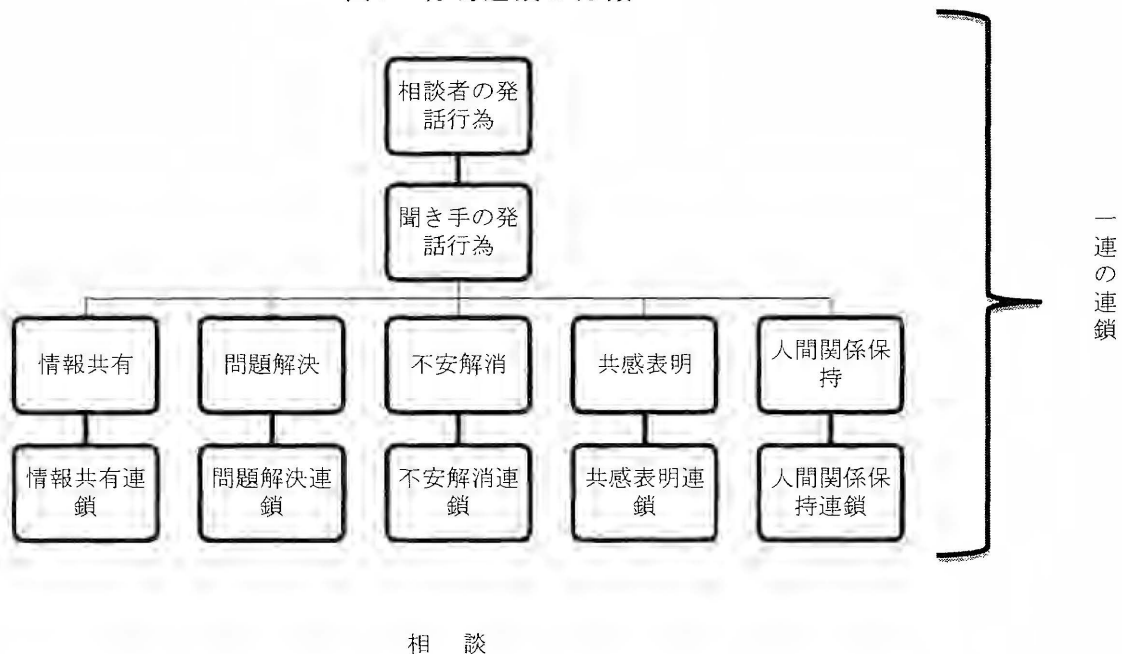 相談者の発
話行為
聞き手の発
話行為
情報共有
問題解決
不安解消
共感表明
人間関係保
持
情報共有連
鎖
問題解決連
鎖
不安解消連
鎖
共感表明連
鎖
人間関係保
持連鎖
一連の連鎖
相 談